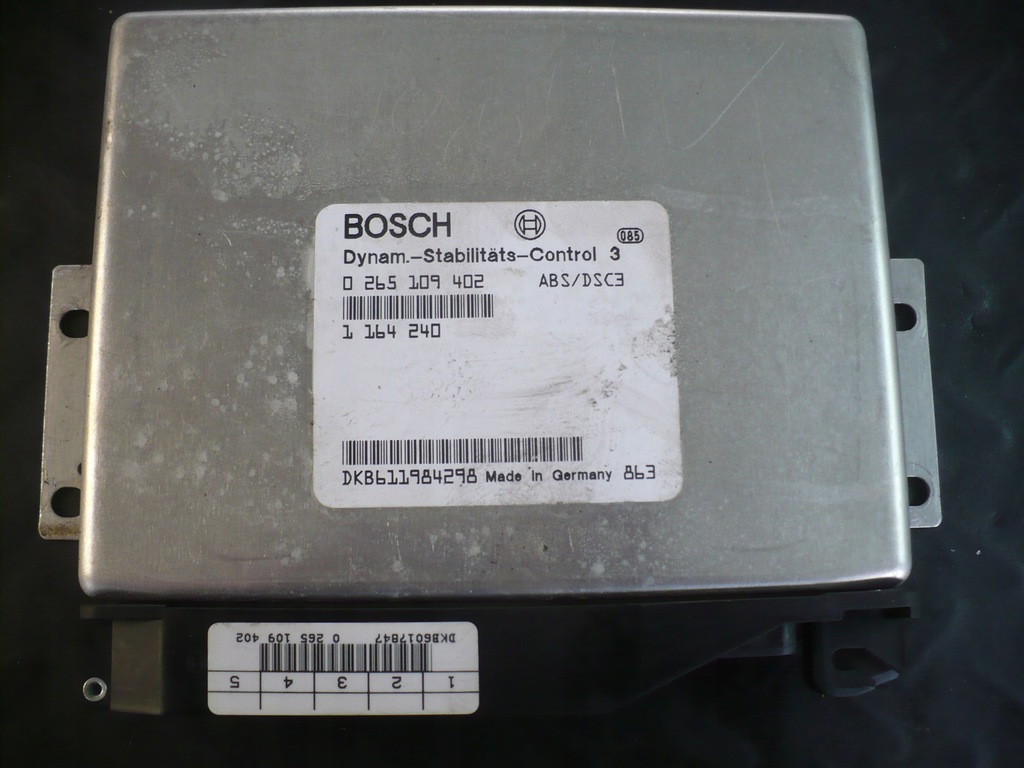 BOSCH
085
Dynam.-Stabilitäts-Control 3
0 265 109 402 ABS/DSC3
1 164 240
DKB611984298 Made in Germany 863
DKB6017847 0 265 109 402
1 2 3 4 5